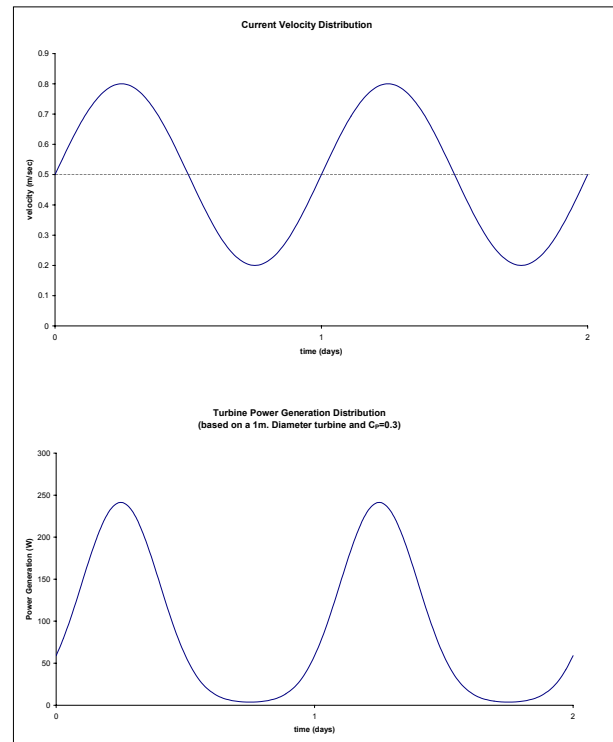 Current Velocity Distribution
0.9
0.8
0.7
0.6
0.5
0.4
0.3
0.2
0.1
0
velocity (m/sec)
0 1 2
time (days)
Turbine Power Generation Distribution
(based on a 1m. Diameter turbine and CP=0.3)
300
250
200
150
100
50
0
Power Generation (W)
0 1 2
time (days)